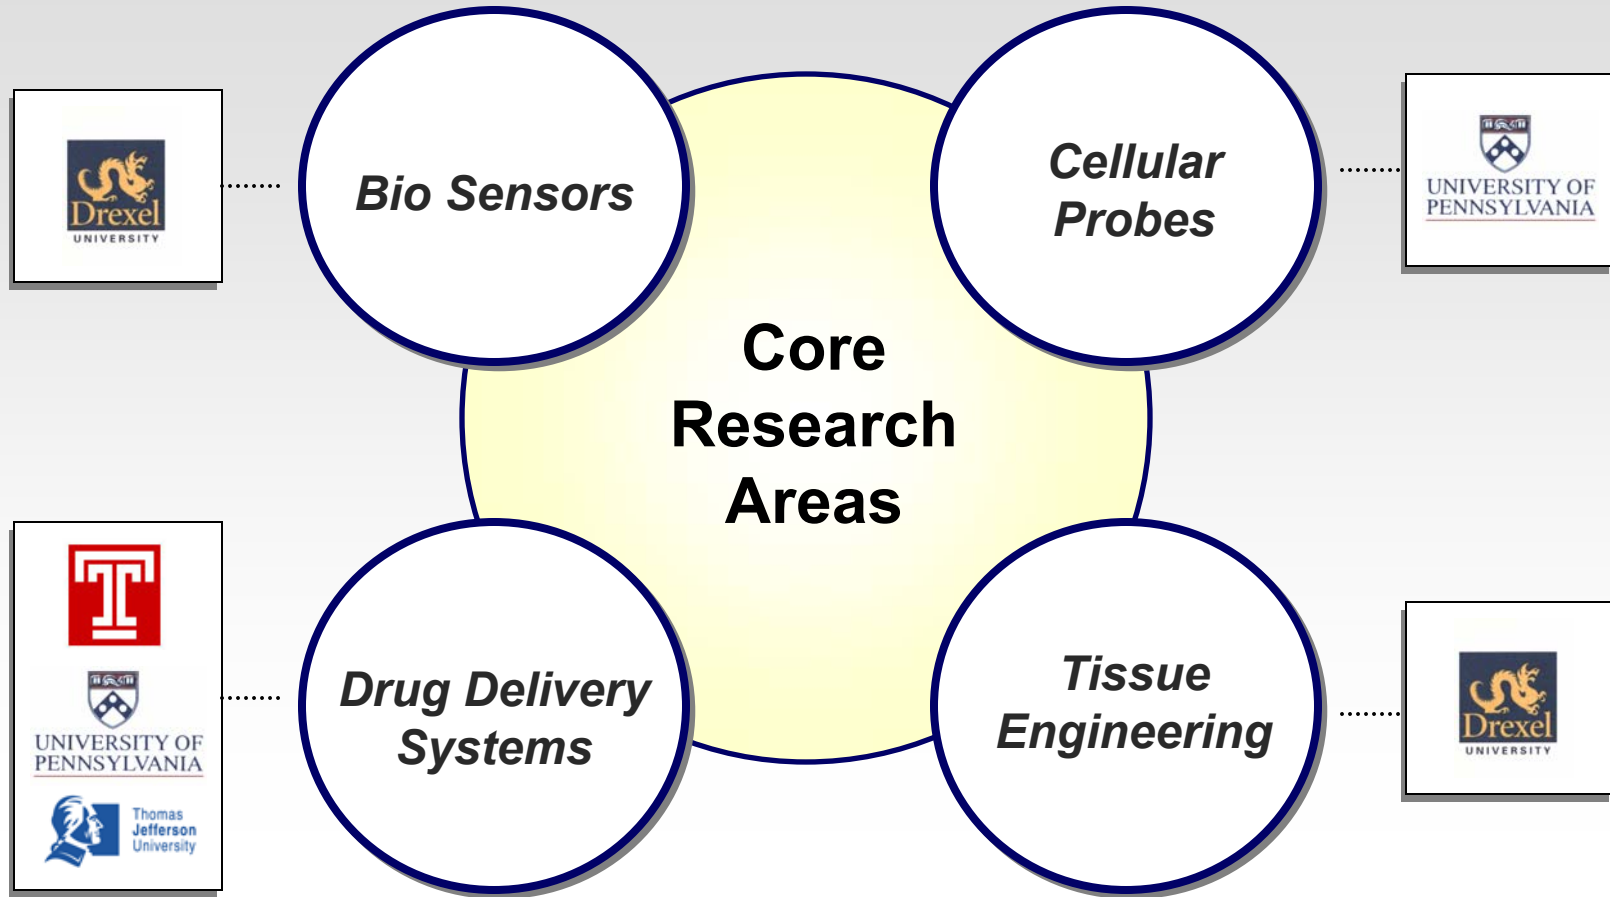 Drexel
UNIVERSITY
Bio Sensors
Cellular
Probes
UNIVERSITY OF
PENNSYLVANIA
Core
Research
Areas
T
UNIVERSITY OF
PENNSYLVANIA
Thomas
Jefferson
University
Drug Delivery
Systems
Tissue
Engineering
Drexel
UNIVERSITY